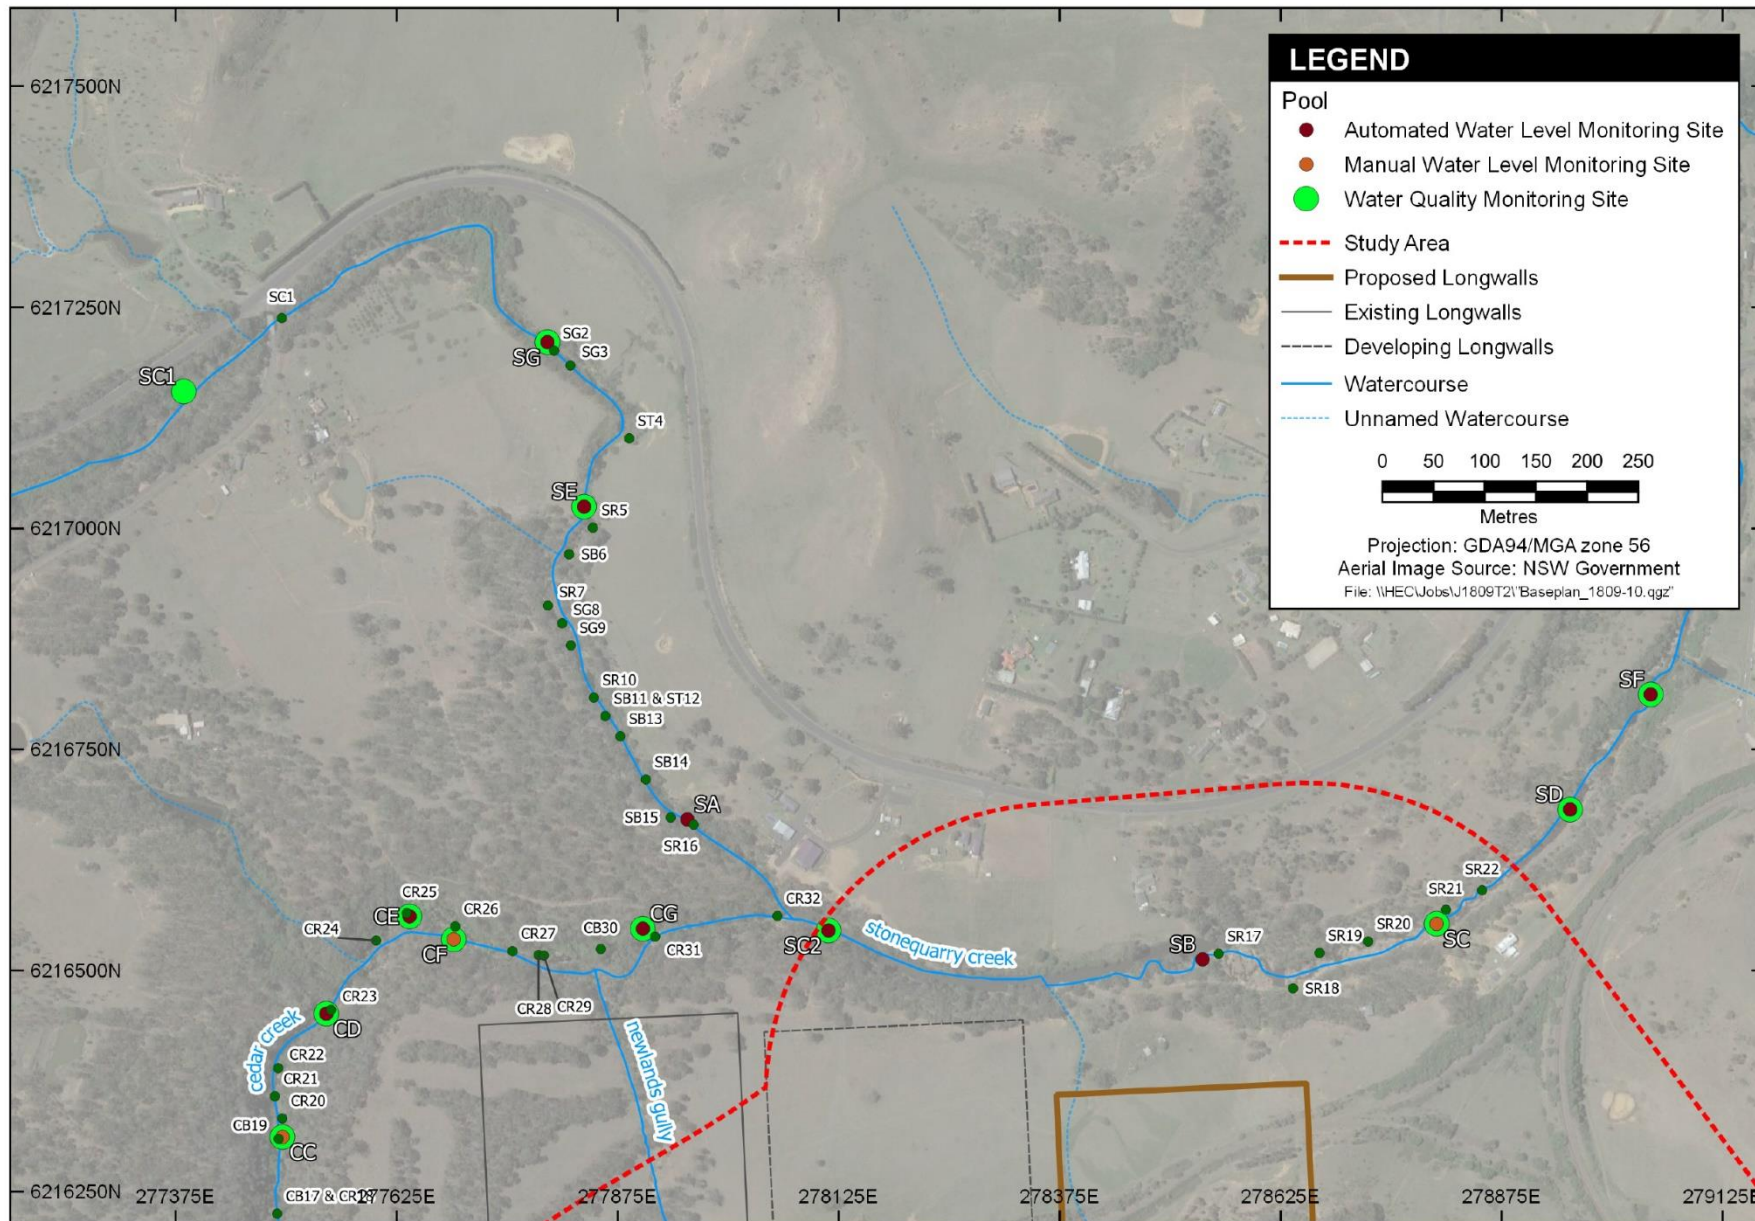 LEGEND
Pool
Automated Water Level Monitoring Site
Manual Water Level Monitoring Site
Water Quality Monitoring Site
Study Area
Proposed Longwalls
Existing Longwalls
Developing Longwalls
Watercourse
Unnamed Watercourse
0 50 100 150 200 250
Metres
Projection: GDA94/MGA zone 56
Aerial Image Source: NSW Government
File: \\HEC\Jobs\J1809T2\"Baseplan_1809-10.qgz"
6217500N
6217250N
SC1
SC1
SG2
SG
SG3
ST4
SE
SR5
6217000N
SB6
SR7
SG8
SG9
SR10
SB11 & ST12
SB13
6216750N
SB14
SA
SB15
SR16
SF
SD
SR22
SR21
SR20
SC
SR19
SR18
SR17
SB
stonequarry creek
SC2
CR32
CG
CR31
CB30
CR29
CR28
CR27
CR26
CF
CR25
CE
CR24
6216500N
CR23
CD
cedar creek
newlands gully
CR22
CR21
CR20
CB19
CC
CB17 & CR18
6216250N
277375E
277625E
277875E
278125E
278375E
278625E
278875E
279125E